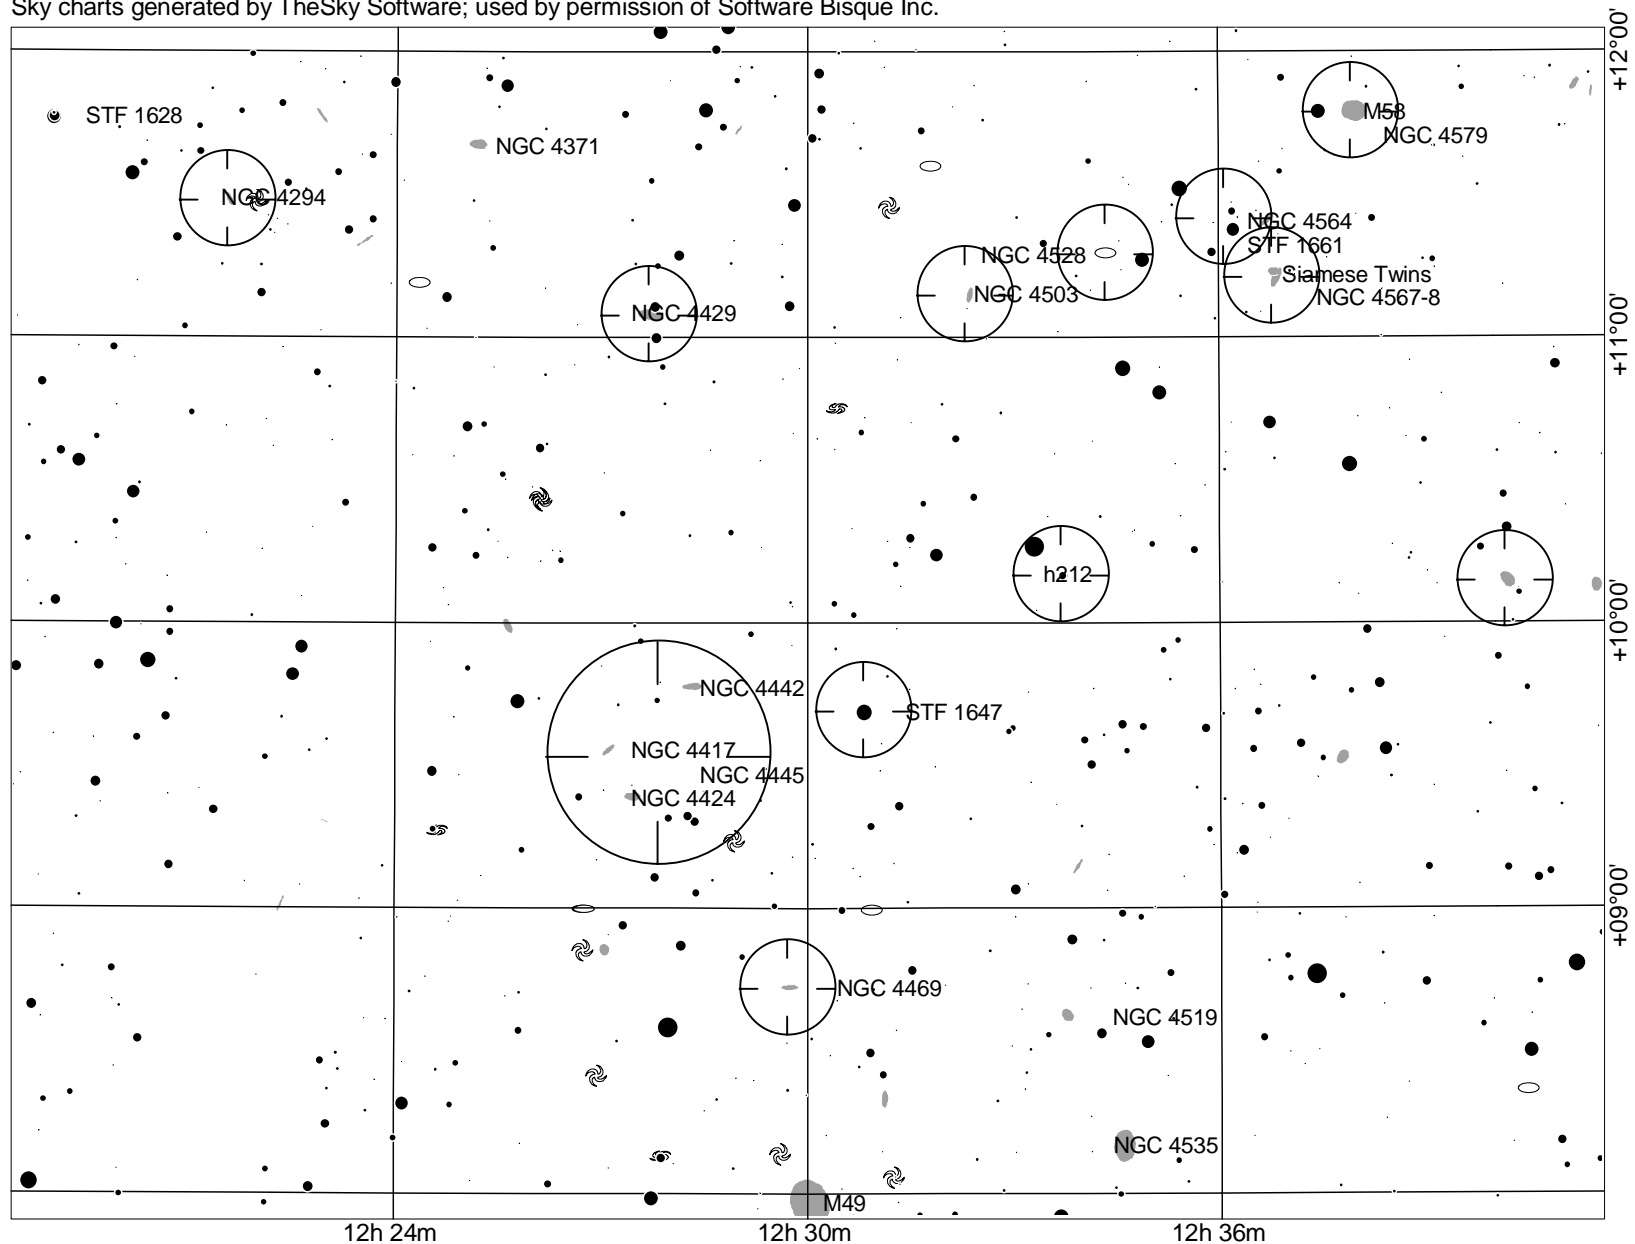 Sky charts generated by TheSky Software; used by permission of Software Bisque Inc.
+12°00'
STF 1628
M58
NGC 4579
NGC 4371
NGC 4294
NGC 4564
STF 1661
NGC 4528
Siamese Twins
NGC 4503
NGC 4567-8
NGC 4429
+11°00'
h212
+10°00'
NGC 4442
STF 1647
NGC 4417
NGC 4445
NGC 4424
+09°00'
NGC 4469
NGC 4519
NGC 4535
M49
12h 24m
12h 30m
12h 36m